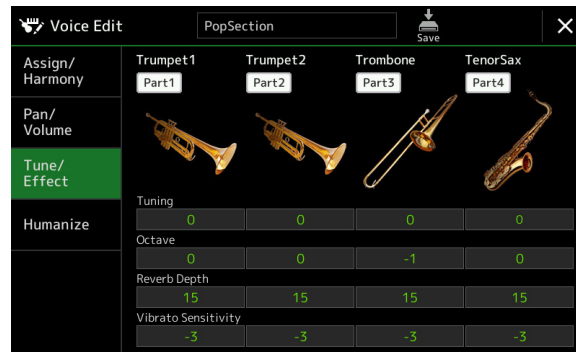 Voice Edit
PopSection
Save
Assign/
Harmony
Pan/
Volume
Tune/
Effect
Humanize
Trumpet1 Trumpet2 Trombone TenorSax
Part1 Part2 Part3 Part4
Tuning
0 0 0 0
Octave
0 0 -1 0
Reverb Depth
15 15 15 15
Vibrato Sensitivity
-3 -3 -3 -3